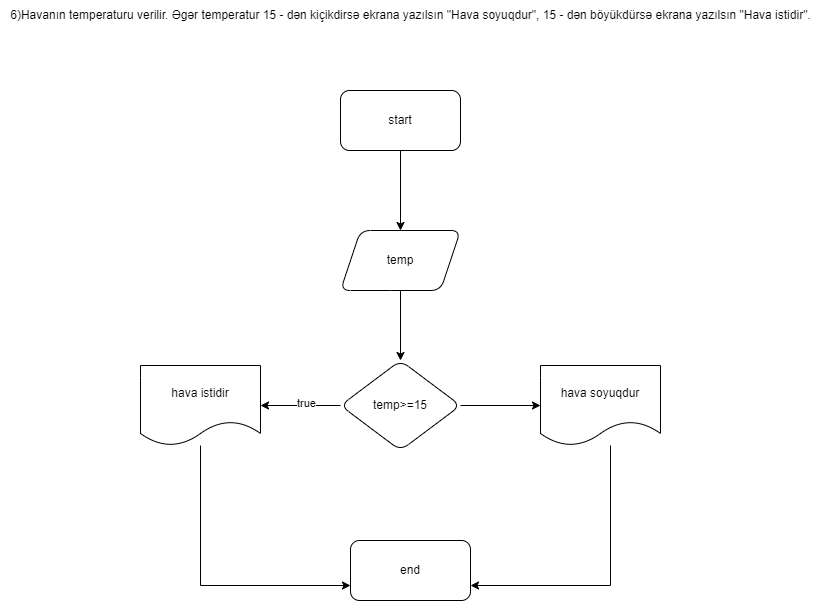 6)Havanın temperaturu verilir. Əgər temperatur 15 - dən kiçikdirsə ekrana yazılsın "Hava soyuqdur", 15 - dən böyükdürsə ekrana yazılsın "Hava istidir".
start
temp
hava istidir
true
temp>=15
hava soyuqdur
end